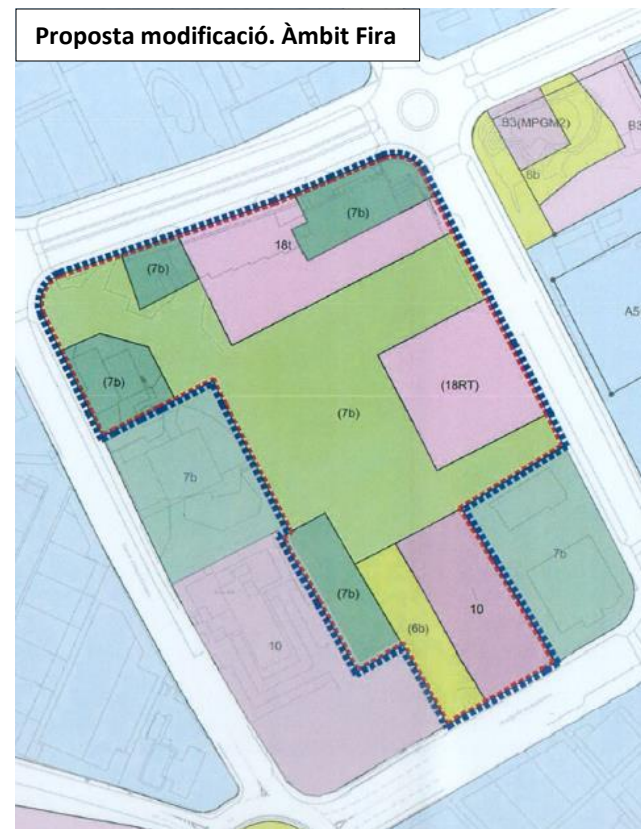 Proposta modificació. Àmbit Fira
B3(MPGM2)
B3
6b
(7b)
18t
(7b)
A5
(18RT)
(7b)
(7b)
7b
7b
(7b)
10
(6b)
10